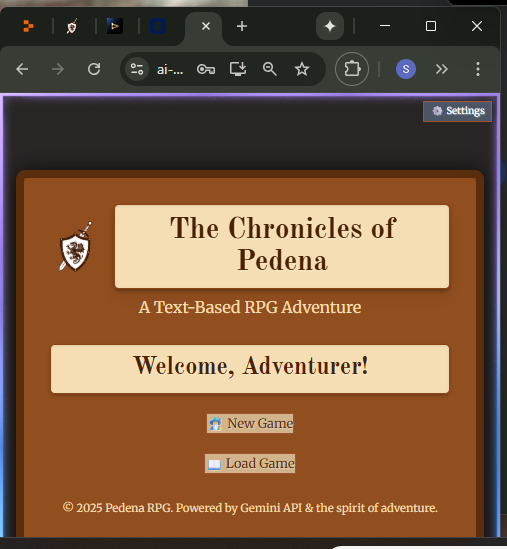 ai-...
S
⚙️ Settings
The Chronicles of
Pedena
A Text-Based RPG Adventure
Welcome, Adventurer!
New Game
Load Game
© 2025 Pedena RPG. Powered by Gemini API & the spirit of adventure.